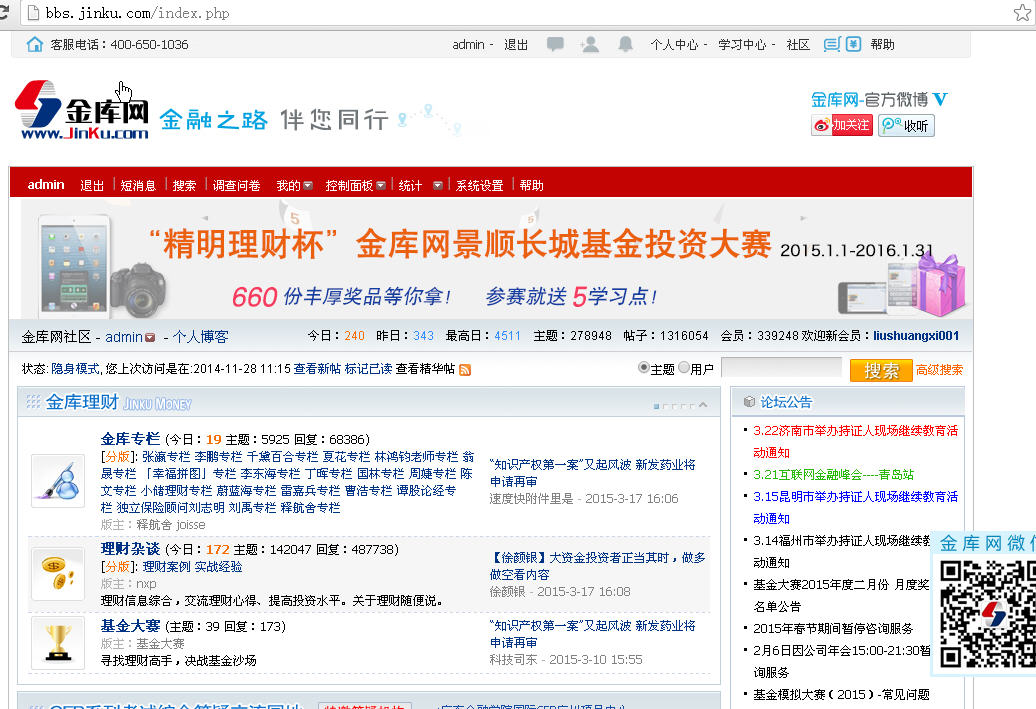 bbs.jinku.com/index.php
客服电话：400-650-1036
admin - 退出 个人中心 - 学习中心 - 社区 帮助
金库网
www.JinKu.com
金融之路 伴您同行
金库网-官方微博
加关注 收听
admin 退出 短消息 搜索 调查问卷 我的 控制面板 统计 系统设置 帮助
“精明理财杯”金库网景顺长城基金投资大赛 2015.1.1-2016.1.31
660 份丰厚奖品等你拿！ 参赛就送 5学习点！
金库网社区 - admin - 个人博客 今日：240 昨日：343 最高日：4511 主题：278948 帖子：1316054 会员：339248 欢迎新会员：liushuangxi001
状态: 隐身模式, 您上次访问是在:2014-11-28 11:15 查看新帖 标记已读 查看精华帖
主题 用户 搜索 高级搜索
金库理财 JINKU MONEY
金库专栏 (今日：19 主题：5925 回复：68386)
[分版]: 张瀛专栏 李鹏专栏 千黛百合专栏 夏花专栏 林鸿钧老师专栏 翁
晟专栏 「幸福拼图」专栏 李东海专栏 丁晖专栏 国林专栏 周婕专栏 陈
文专栏 小储理财专栏 蔚蓝海专栏 雷嘉兵专栏 曹浩专栏 谭股论经专
栏 独立保险顾问刘志明 刘禹专栏 释航舍专栏
版主：释航舍 joisse
“知识产权第一案”又起风波 新发药业将
申请再审
速度快附件里是 - 2015-3-17 16:06
理财杂谈 (今日：172 主题：142047 回复：487738)
[分版]: 理财案例 实战经验
版主：nxp
理财信息综合，交流理财心得、提高投资水平。关于理财随便说。
【徐颜银】大资金投资者正当其时，做多
做空看内容
徐颜银 - 2015-3-17 16:08
基金大赛 (主题：39 回复：173)
版主：基金大赛
寻找理财高手，决战基金沙场
“知识产权第一案”又起风波 新发药业将
申请再审
科技司东 - 2015-3-10 15:55
论坛公告
3.22济南市举办持证人现场继续教育活
动通知
3.21互联网金融峰会----青岛站
3.15昆明市举办持证人现场继续教育活
动通知
3.14福州市举办持证人现场继续教
动通知
基金大赛2015年度二月份 月度奖
名单公告
2015年春节期间暂停咨询服务
2月6日因公司年会15:00-21:30暂
询服务
基金模拟大赛（2015）-常见问题
金库网微